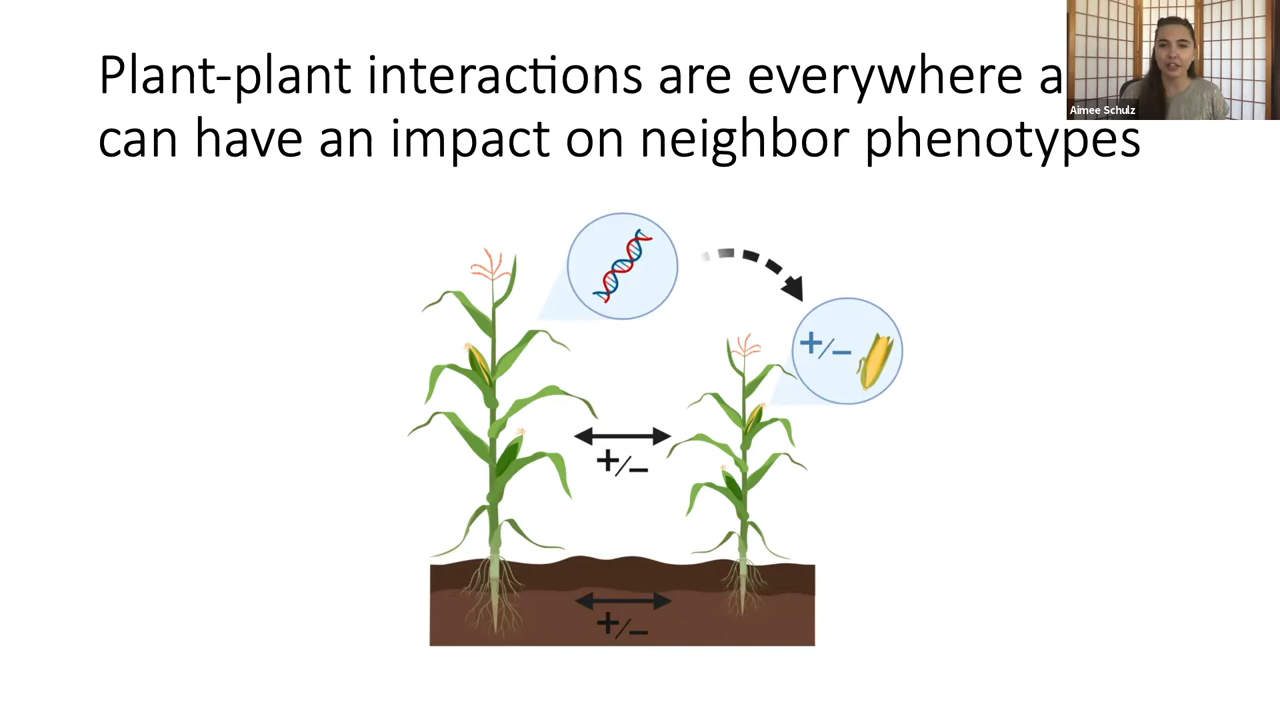 Plant-plant interactions are everywhere a
can have an impact on neighbor phenotypes
Aimee Schulz
+/−
+/−
+/−